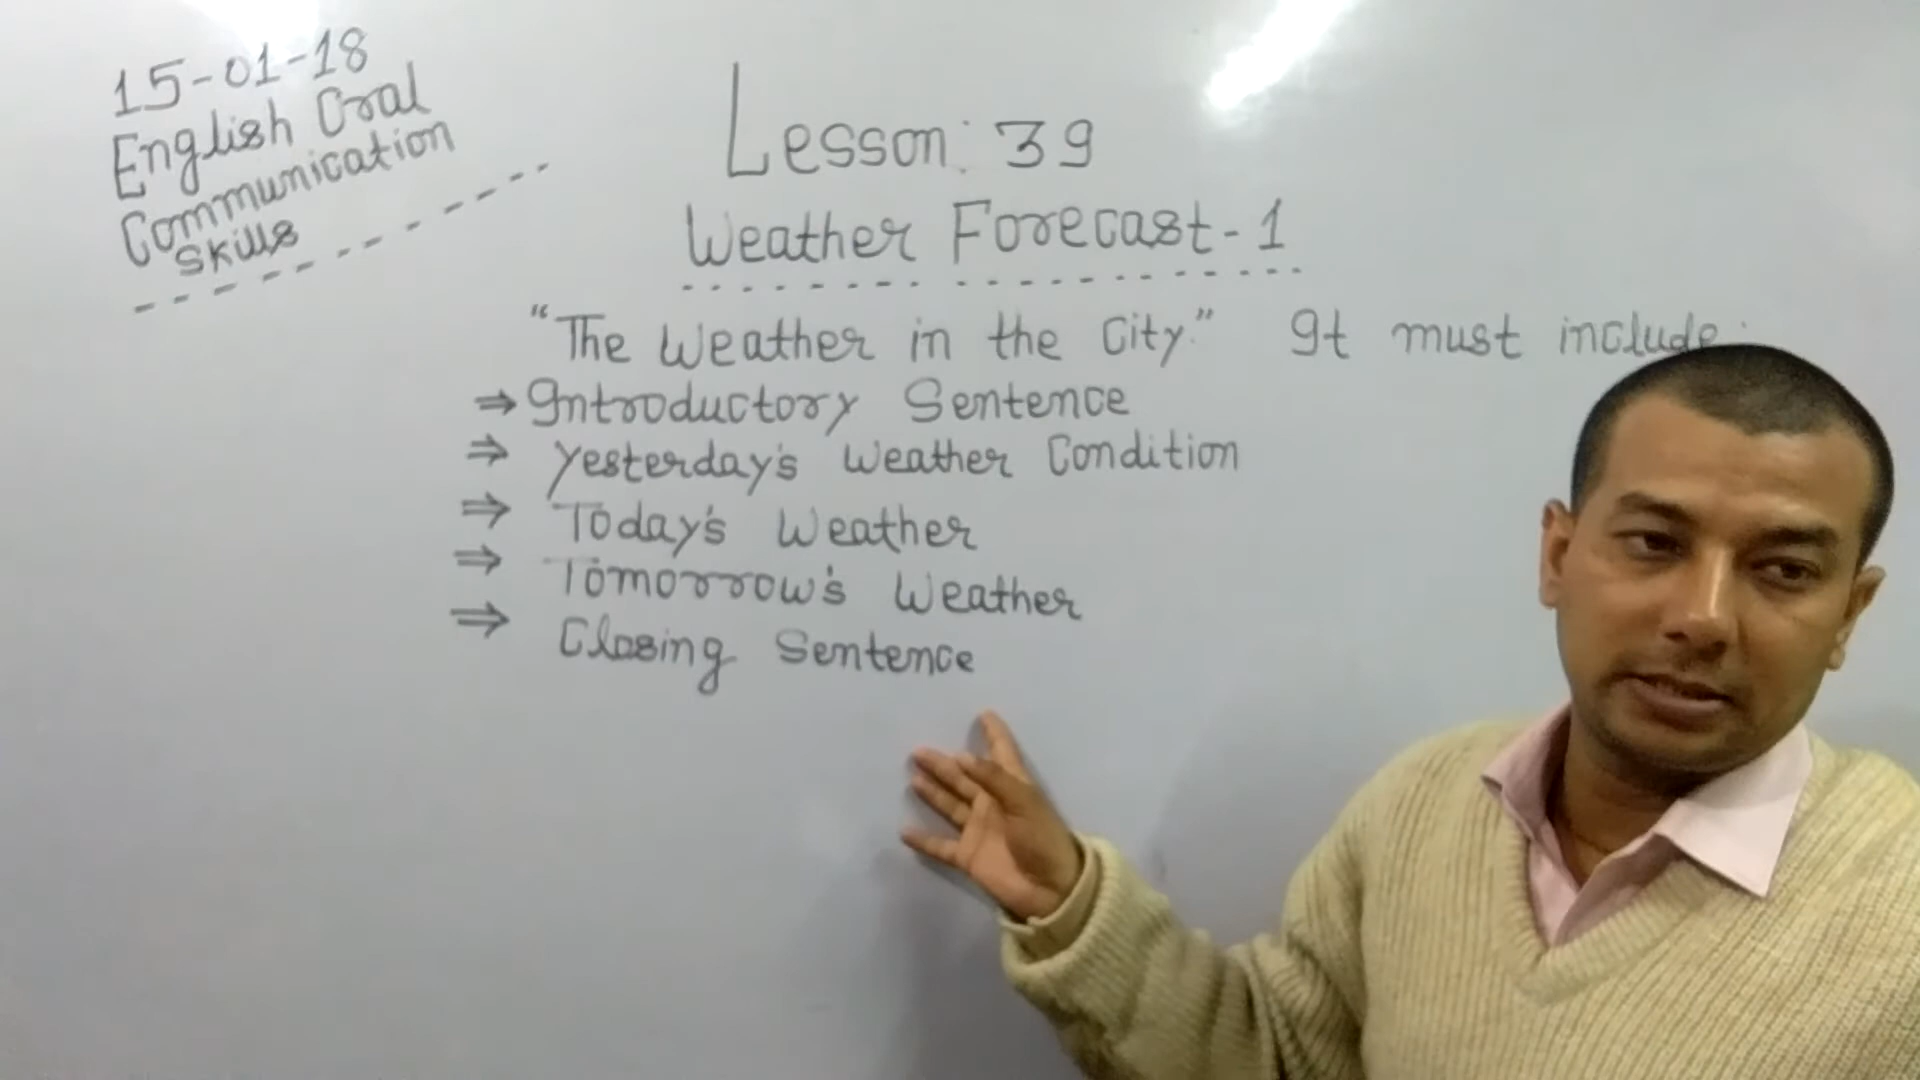 15-01-18
English Oral
Communication
Skills
Lesson: 39
Weather Forecast-1
"The Weather in the City." It must include:
⇒ Introductory Sentence
⇒ Yesterday's Weather Condition
⇒ Today's Weather
⇒ Tomorrow's Weather
⇒ Closing Sentence